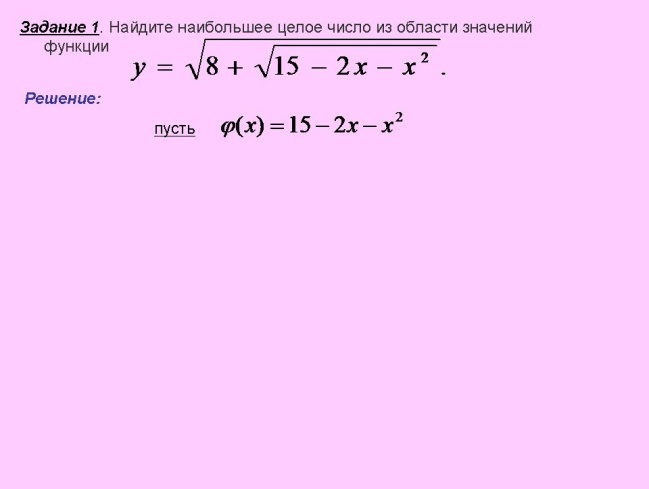 Задание 1. Найдите наибольшее целое число из области значений
функции
y = √(8 + √(15 − 2x − x²)).
Решение:
пусть φ(x) = 15 − 2x − x²